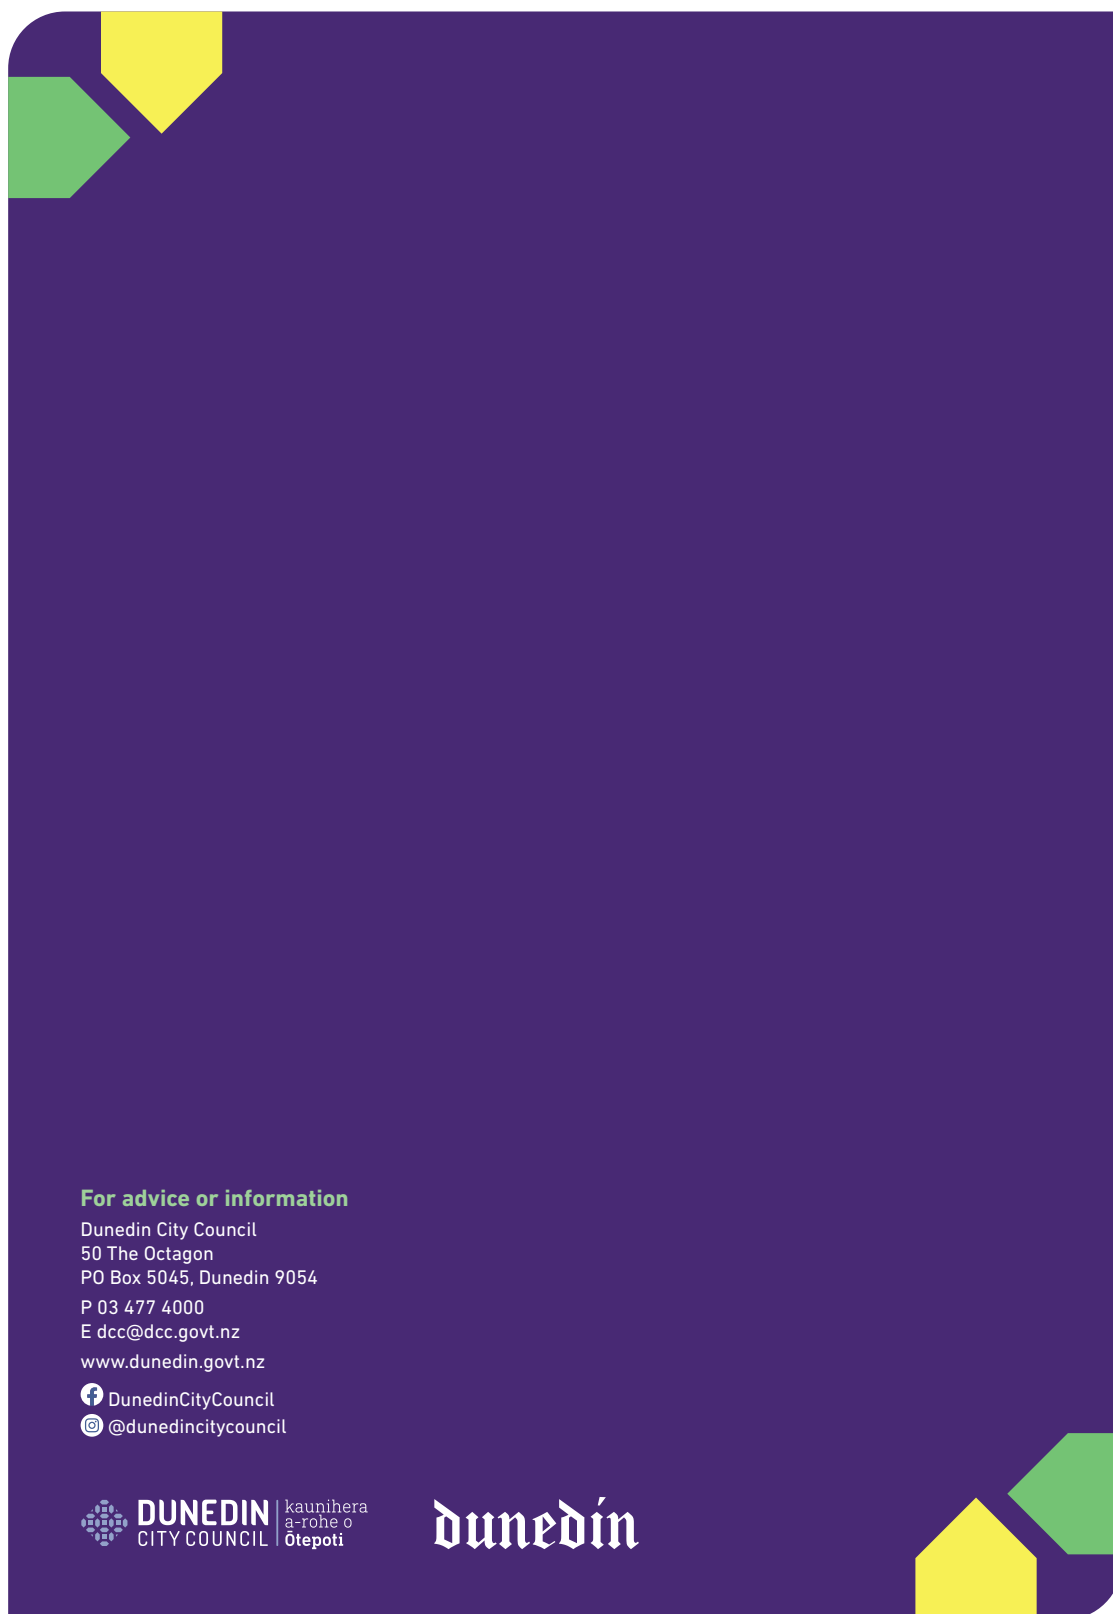 For advice or information
Dunedin City Council
50 The Octagon
PO Box 5045, Dunedin 9054
P 03 477 4000
E dcc@dcc.govt.nz
www.dunedin.govt.nz
DunedinCityCouncil
@dunedincitycouncil
DUNEDIN
CITY COUNCIL
kaunihera
a-rohe o
Ōtepoti
dunedin